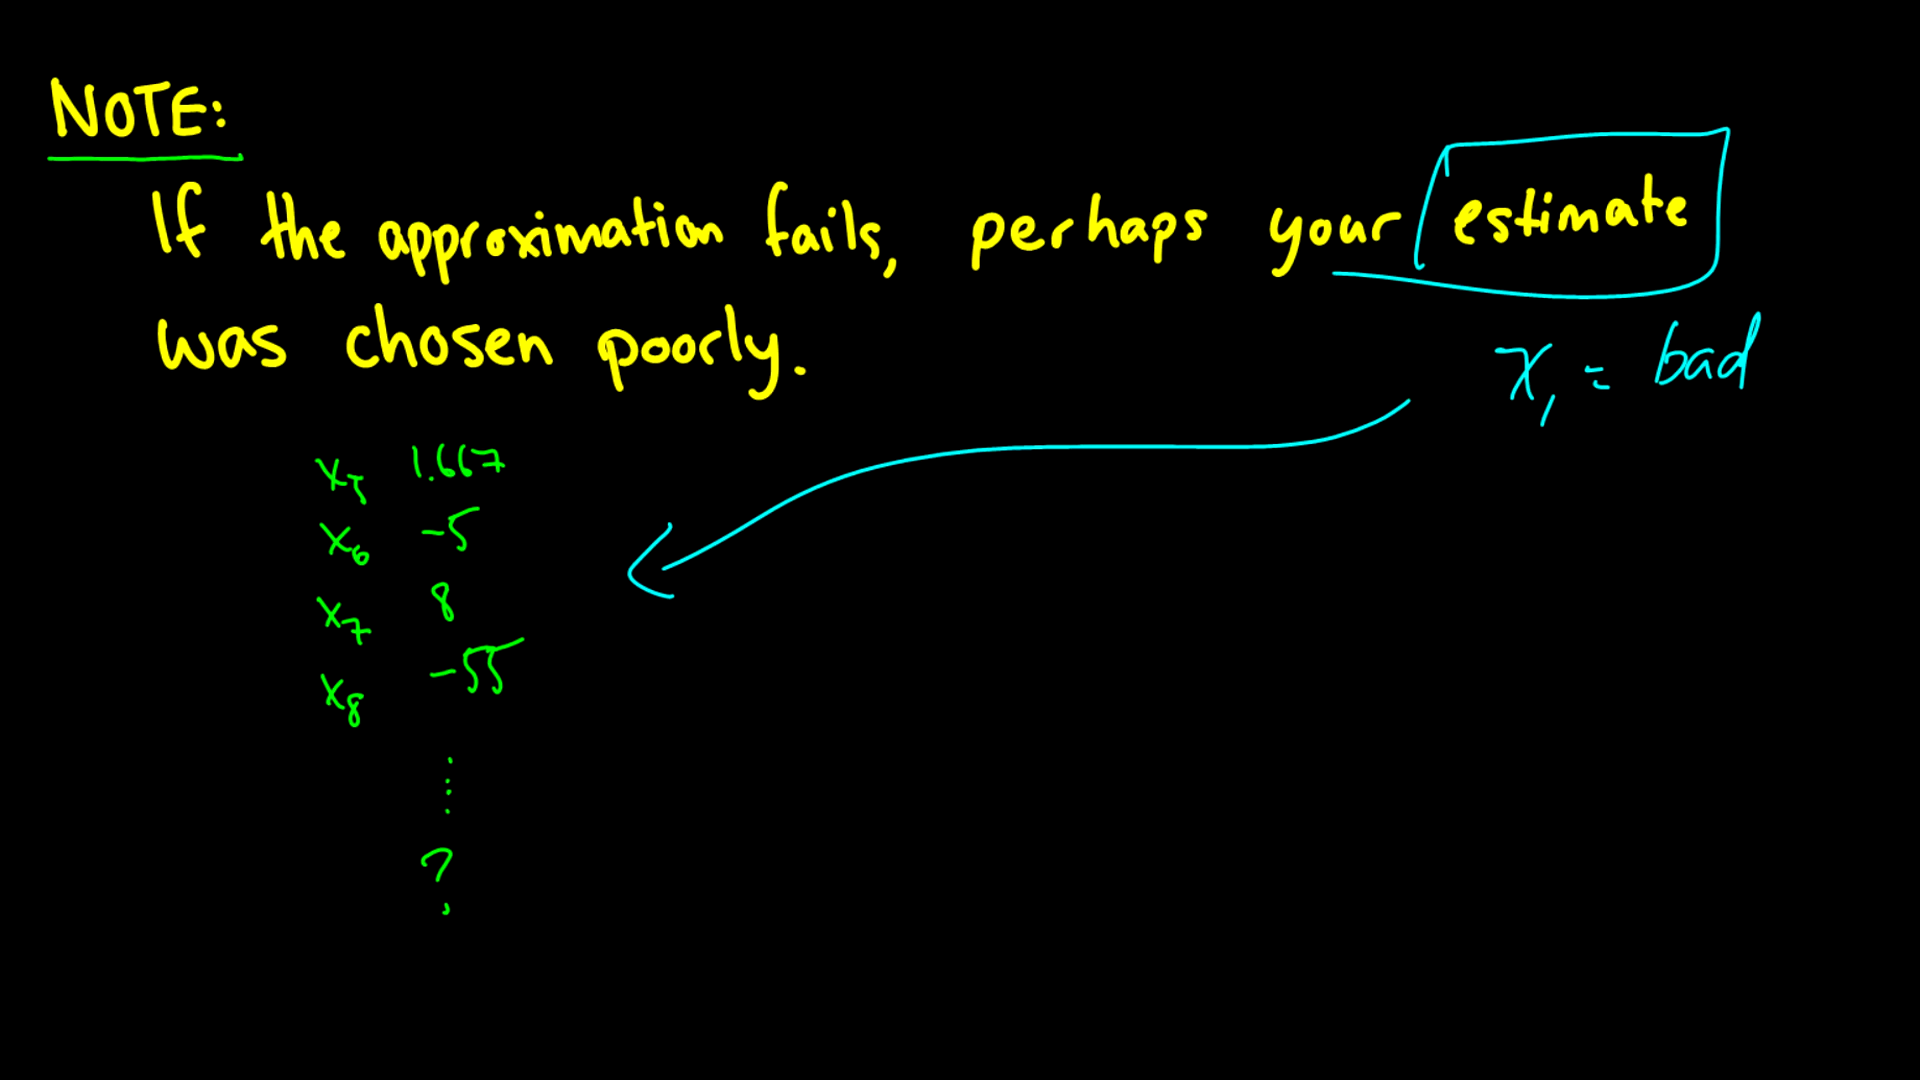 NOTE:
If the approximation fails, perhaps your estimate
was chosen poorly.
x₁ = bad
x₅ 1.667
x₆ -5
x₇ 8
x₈ -55
⋮
?